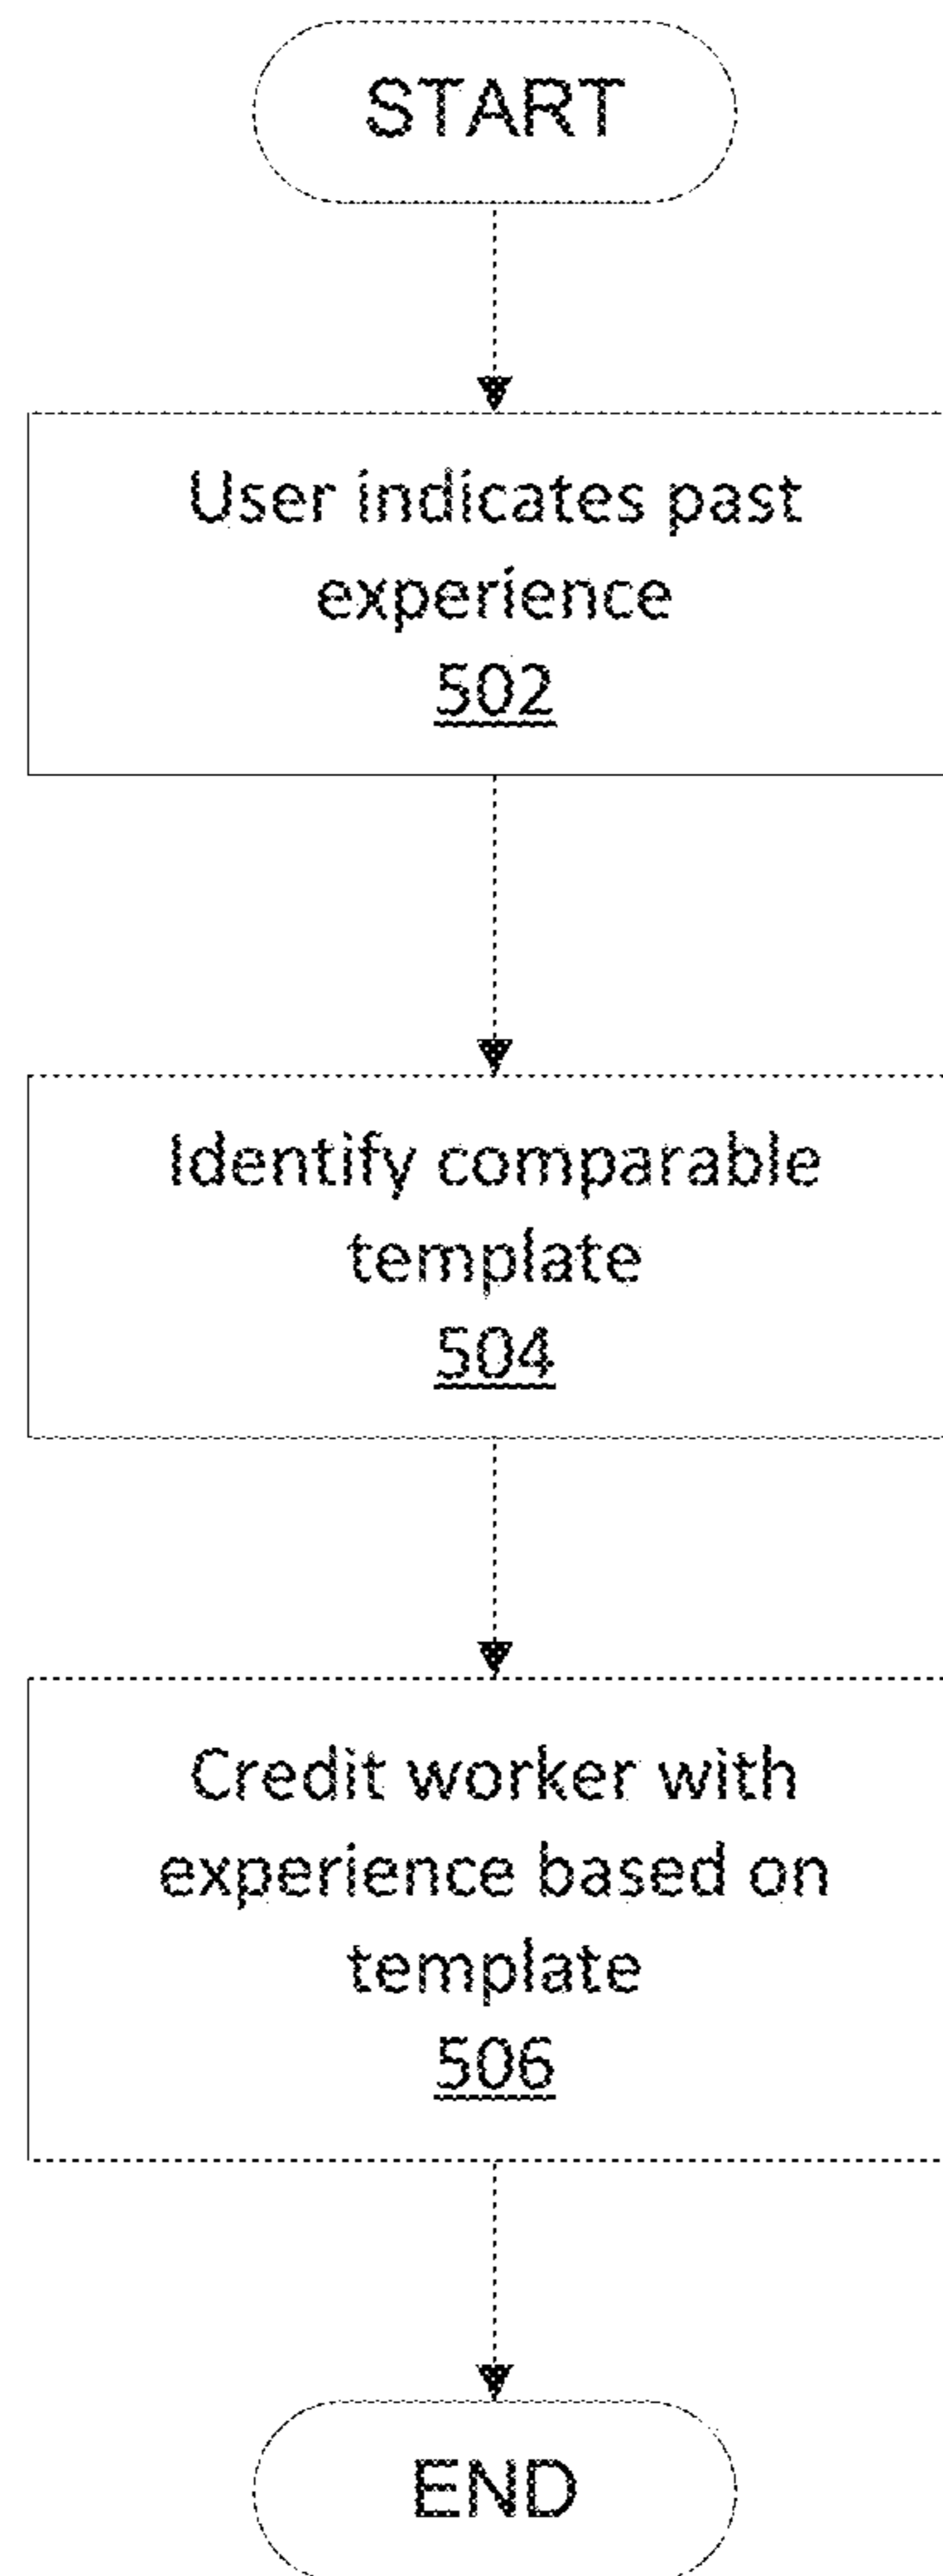 START
User indicates past
experience
502
Identify comparable
template
504
Credit worker with
experience based on
template
506
END